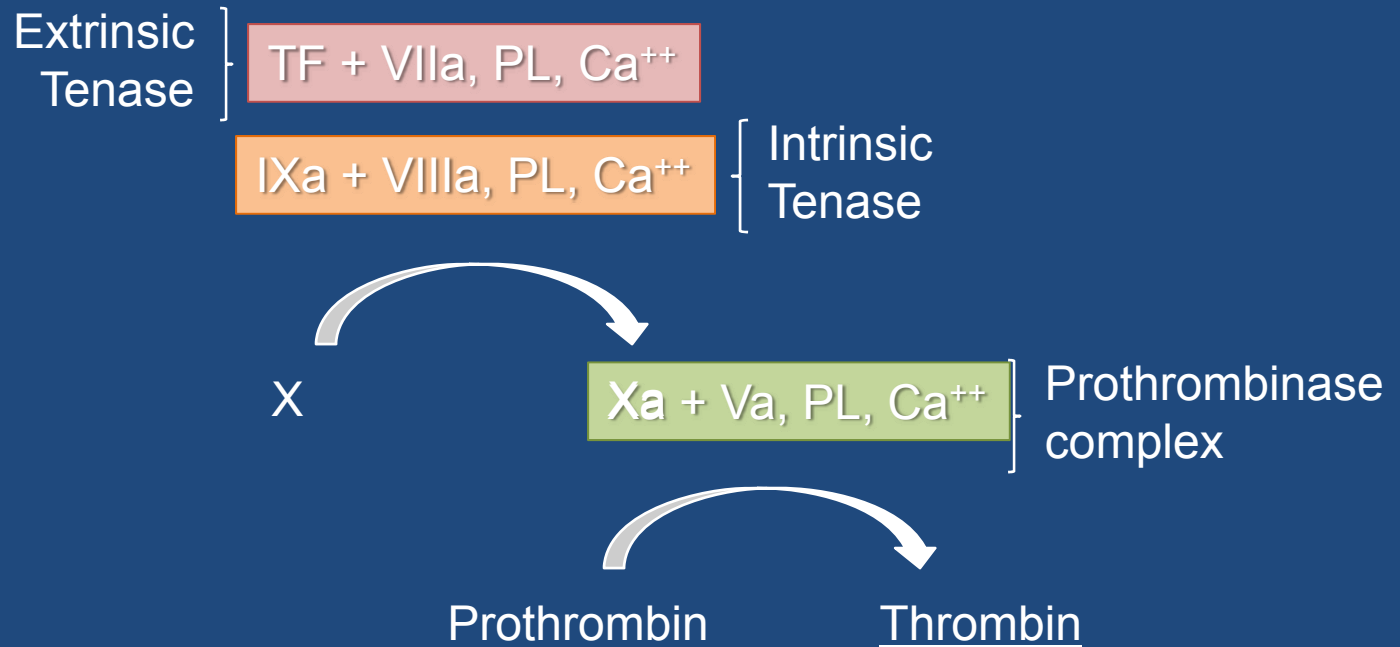 Extrinsic
Tenase
TF + VIIa, PL, Ca⁺⁺
IXa + VIIIa, PL, Ca⁺⁺
Intrinsic
Tenase
X
Xa + Va, PL, Ca⁺⁺
Prothrombinase
complex
Prothrombin
Thrombin